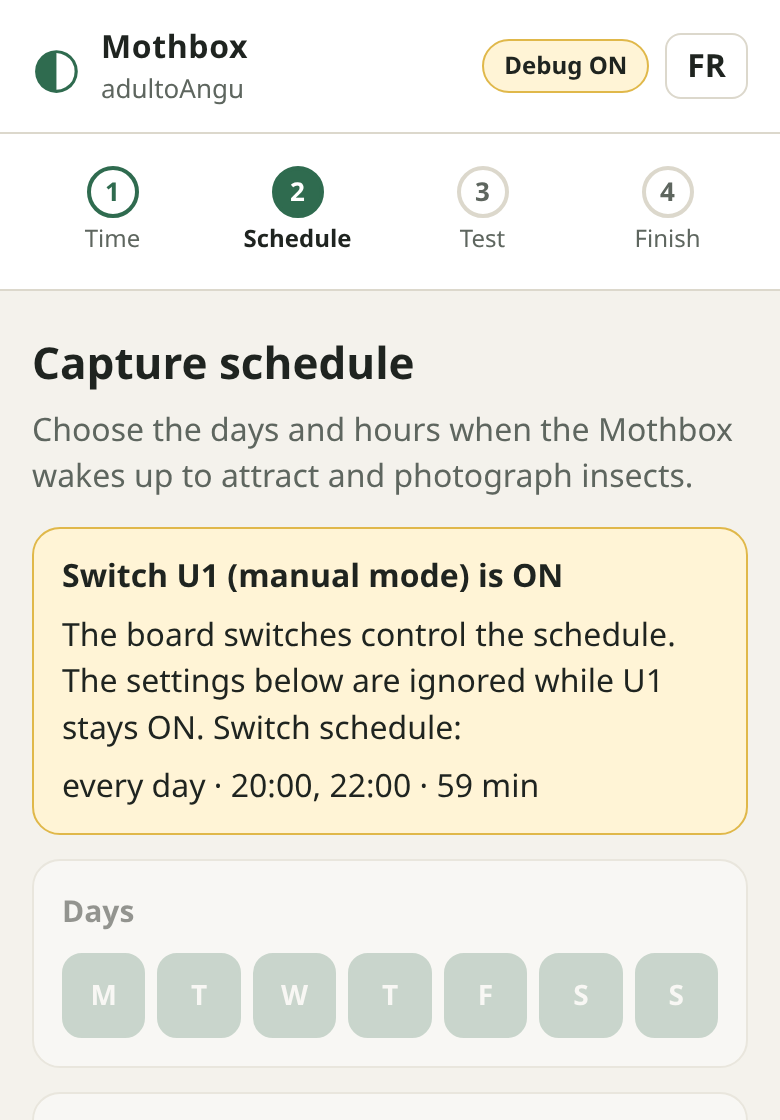 Mothbox
adultoAngu
Debug ON
FR
1
Time
2
Schedule
3
Test
4
Finish
Capture schedule
Choose the days and hours when the Mothbox
wakes up to attract and photograph insects.
Switch U1 (manual mode) is ON
The board switches control the schedule.
The settings below are ignored while U1
stays ON. Switch schedule:
every day · 20:00, 22:00 · 59 min
Days
M T W T F S S